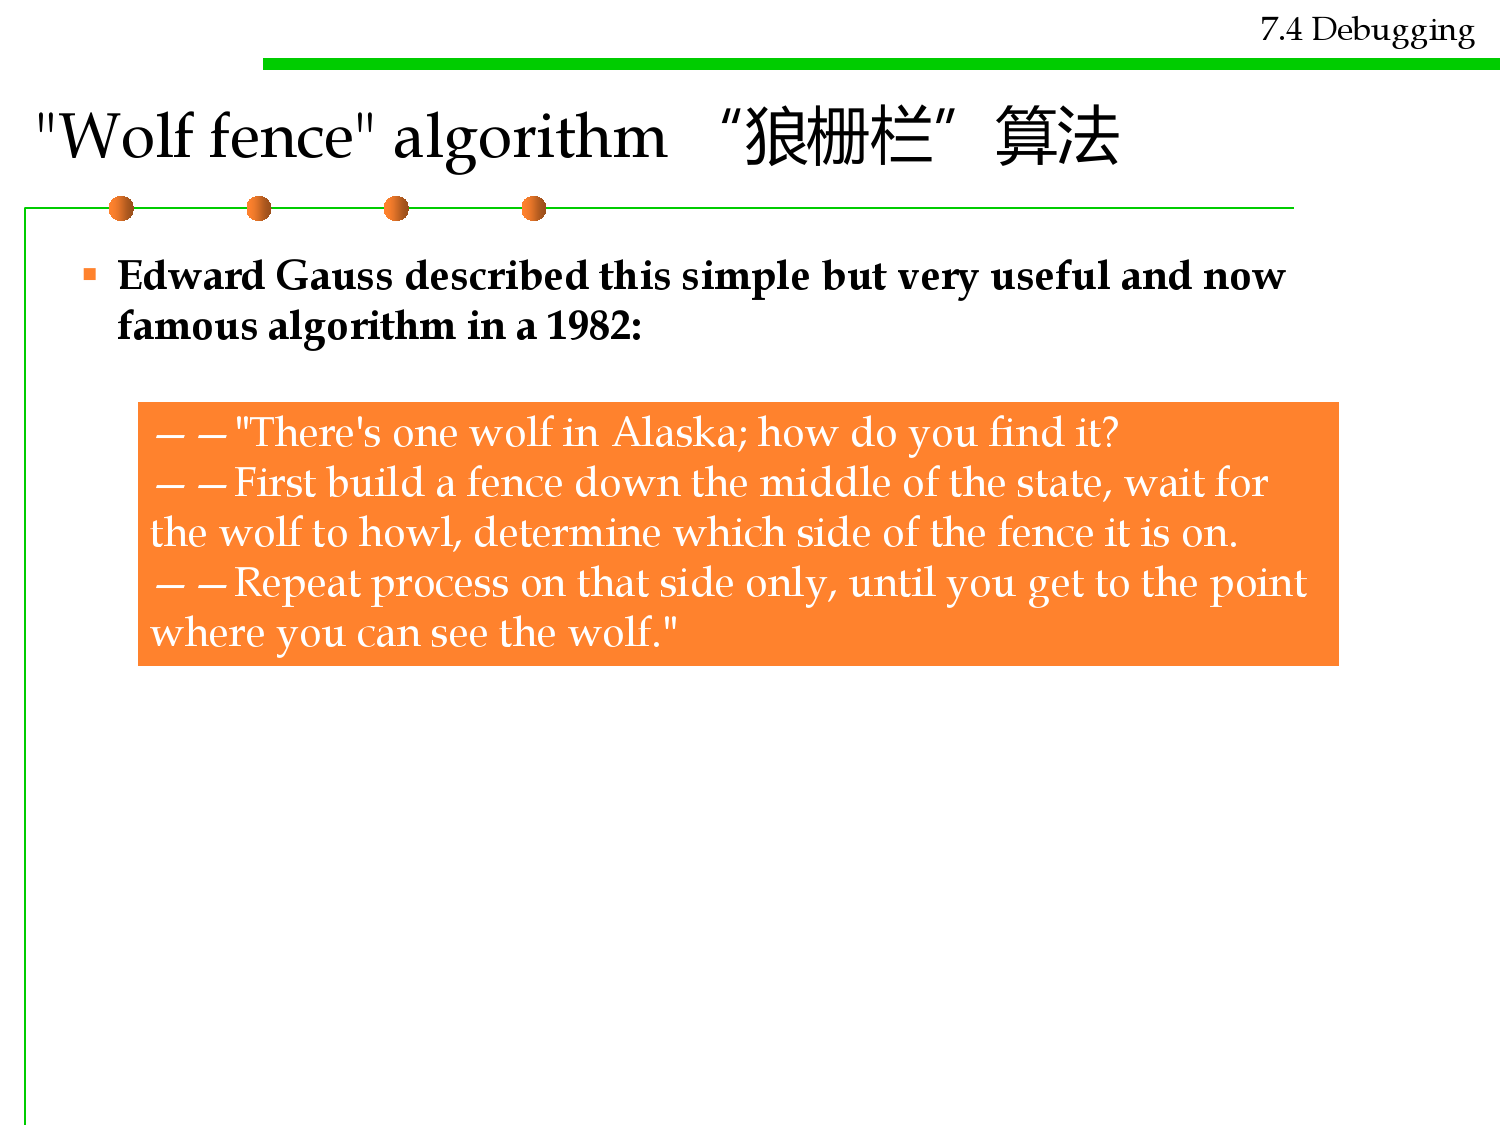 7.4 Debugging
"Wolf fence" algorithm “狼栅栏”算法
Edward Gauss described this simple but very useful and now
famous algorithm in a 1982:
——"There's one wolf in Alaska; how do you find it?
——First build a fence down the middle of the state, wait for
the wolf to howl, determine which side of the fence it is on.
——Repeat process on that side only, until you get to the point
where you can see the wolf."